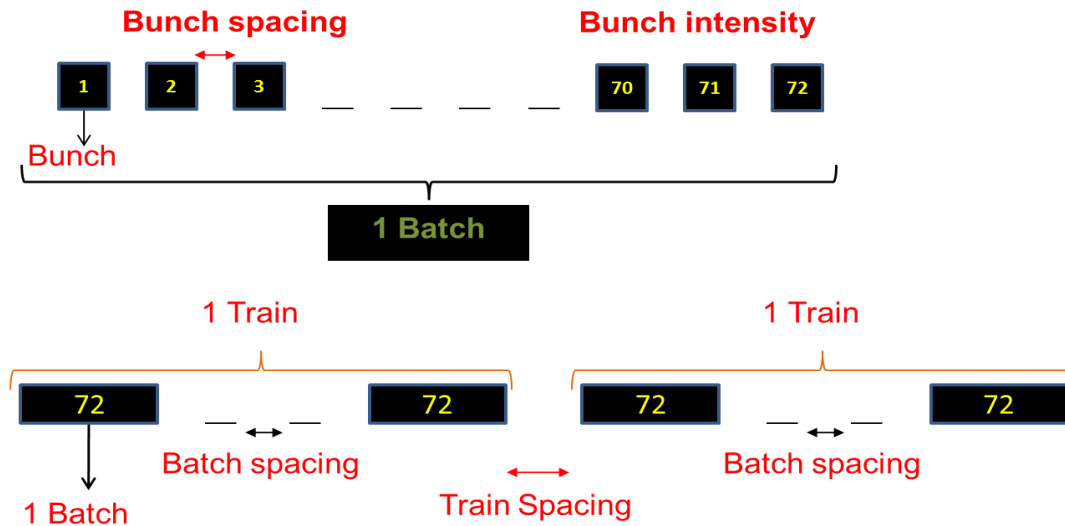 Bunch spacing
Bunch intensity
1 2 3 70 71 72
Bunch
1 Batch
1 Train 1 Train
72 72 72 72
Batch spacing Batch spacing
Train Spacing
1 Batch